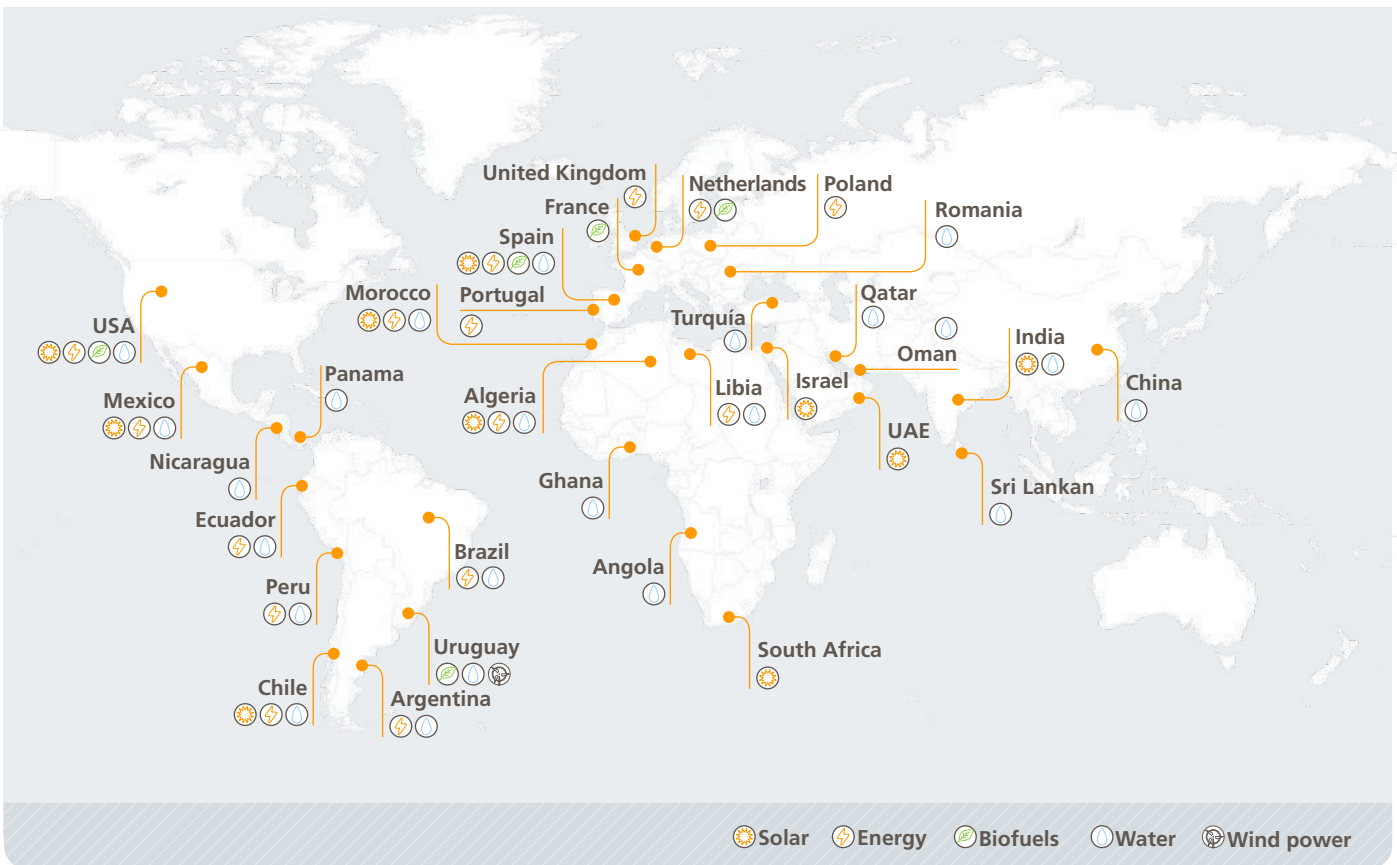 United Kingdom
Netherlands
Poland
France
Romania
Spain
Morocco
Portugal
Qatar
Turquía
USA
India
Oman
Panama
Israel
China
Mexico
Algeria
Libia
UAE
Nicaragua
Ghana
Sri Lankan
Ecuador
Brazil
Angola
Peru
Uruguay
South Africa
Chile
Argentina
Solar Energy Biofuels Water Wind power